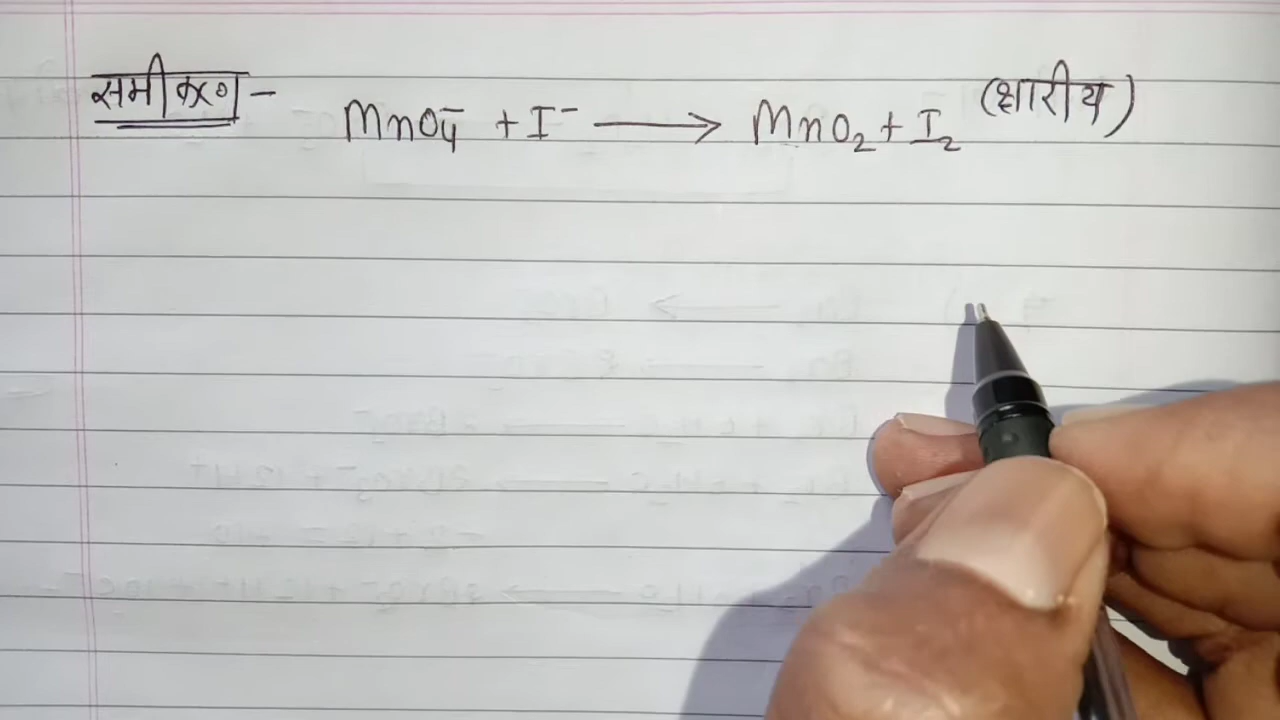 समीकरण - MnO₄⁻ + I⁻ ⟶ MnO₂ + I₂ (क्षारीय)